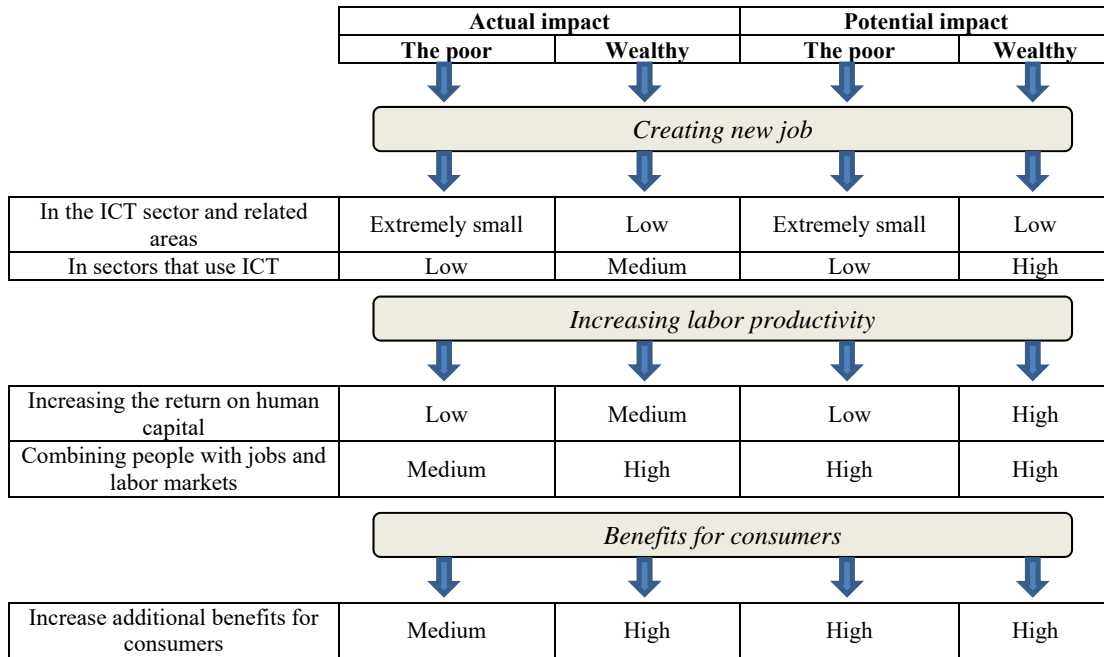 Actual impact Potential impact
The poor Wealthy The poor Wealthy
Creating new job
In the ICT sector and related
areas
Extremely small Low Extremely small Low
In sectors that use ICT Low Medium Low High
Increasing labor productivity
Increasing the return on human
capital
Low Medium Low High
Combining people with jobs and
labor markets
Medium High High High
Benefits for consumers
Increase additional benefits for
consumers
Medium High High High